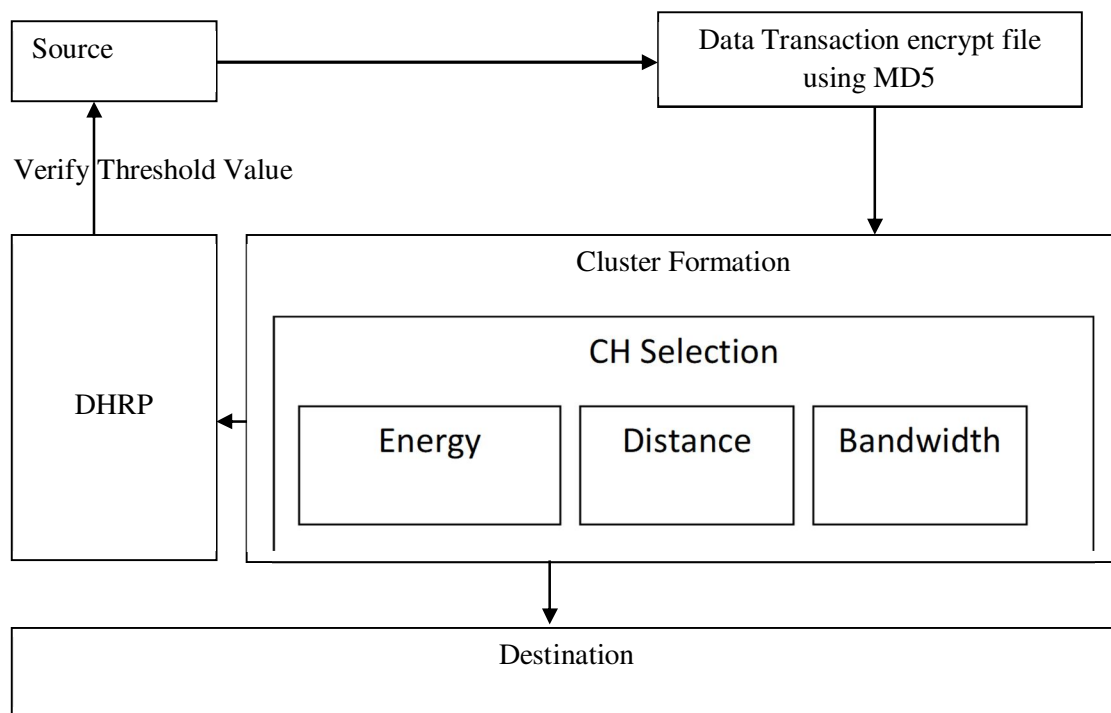 Source
Data Transaction encrypt file
using MD5
Verify Threshold Value
Cluster Formation
CH Selection
DHRP
Energy
Distance
Bandwidth
Destination